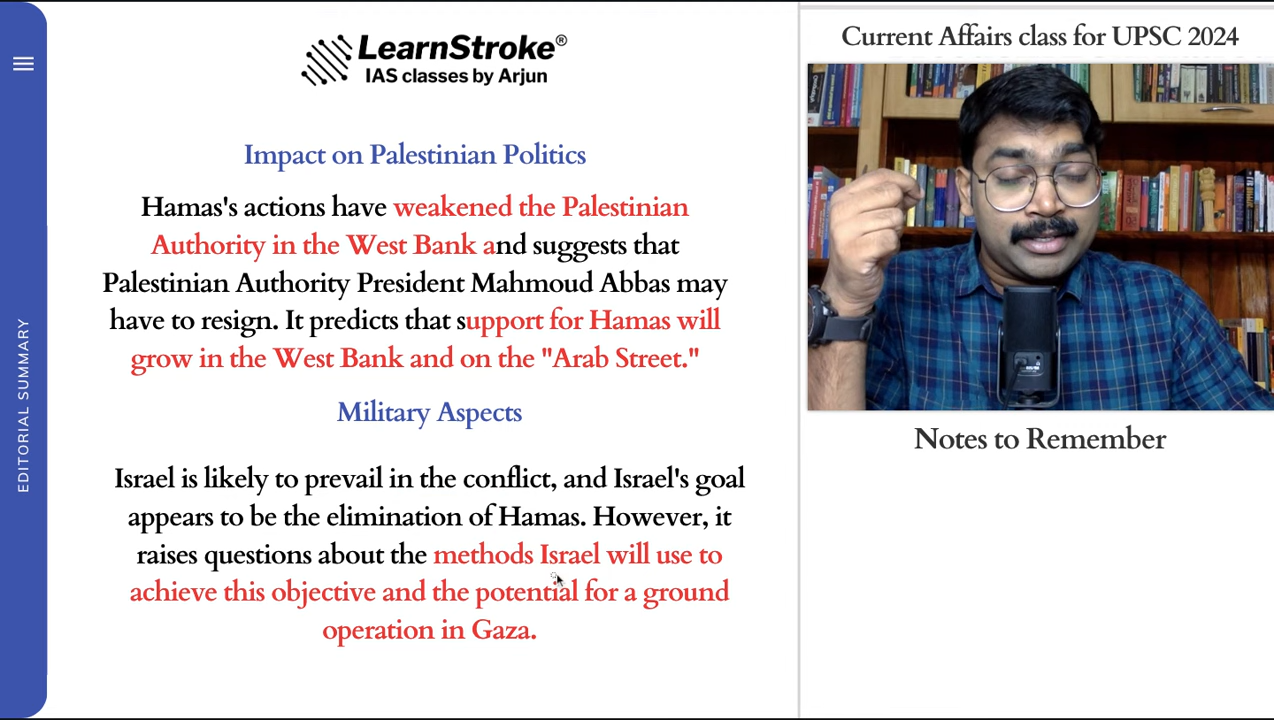 LearnStroke®
IAS classes by Arjun
Current Affairs class for UPSC 2024
EDITORIAL SUMMARY
Impact on Palestinian Politics
Hamas's actions have weakened the Palestinian
Authority in the West Bank and suggests that
Palestinian Authority President Mahmoud Abbas may
have to resign. It predicts that support for Hamas will
grow in the West Bank and on the "Arab Street."
Military Aspects
Israel is likely to prevail in the conflict, and Israel's goal
appears to be the elimination of Hamas. However, it
raises questions about the methods Israel will use to
achieve this objective and the potential for a ground
operation in Gaza.
Notes to Remember